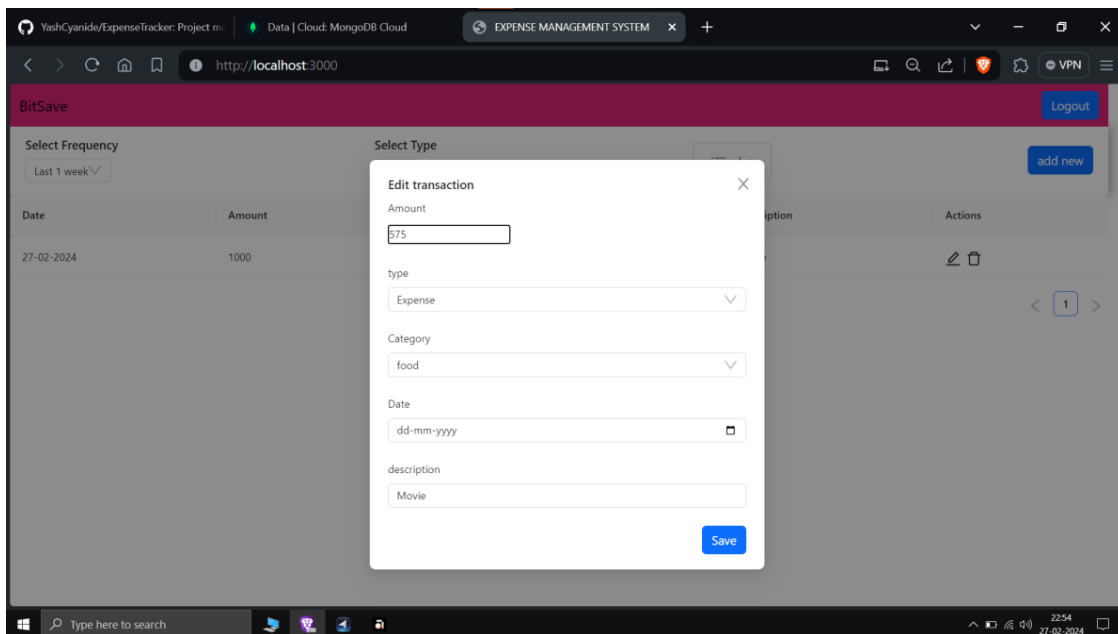 YashCyanide/ExpenseTracker: Project m
Data | Cloud: MongoDB Cloud
EXPENSE MANAGEMENT SYSTEM
http://localhost:3000
VPN
BitSave
Logout
Select Frequency
Select Type
Last 1 week
add new
Edit transaction
Date
Amount
iption
Actions
27-02-2024
1000
Amount
575
type
Expense
1
Category
food
Date
dd-mm-yyyy
description
Movie
Save
Type here to search
22:54
27-02-2024